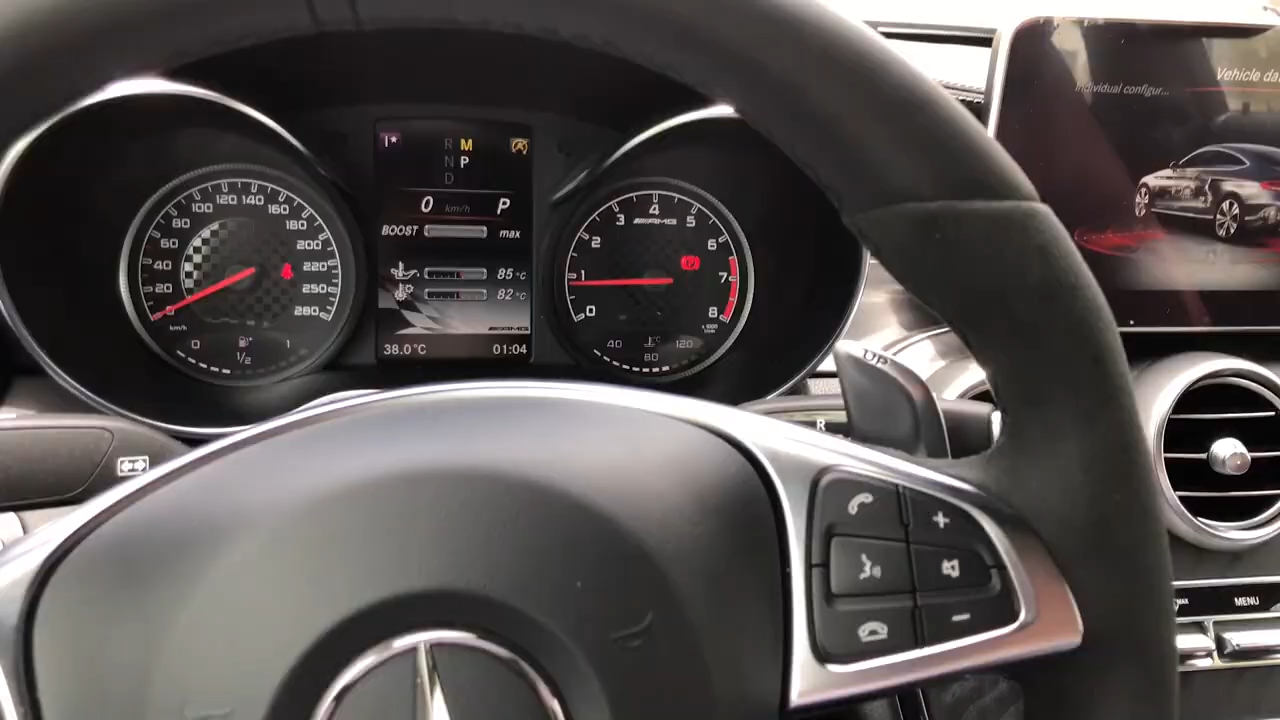 0 20 40 60 80 100 120 140 160 180 200 220 250 280
km/h
0 1/2 1
I*
R M
N P
D
0 km/h P
BOOST max
85 °C
82 °C
AMG
38.0°C 01:04
0 1 2 3 4 5 6 7 8
AMG
40 °C 120
80
Vehicle da
Individual configur...
UP
R
+
-
MAX
MENU